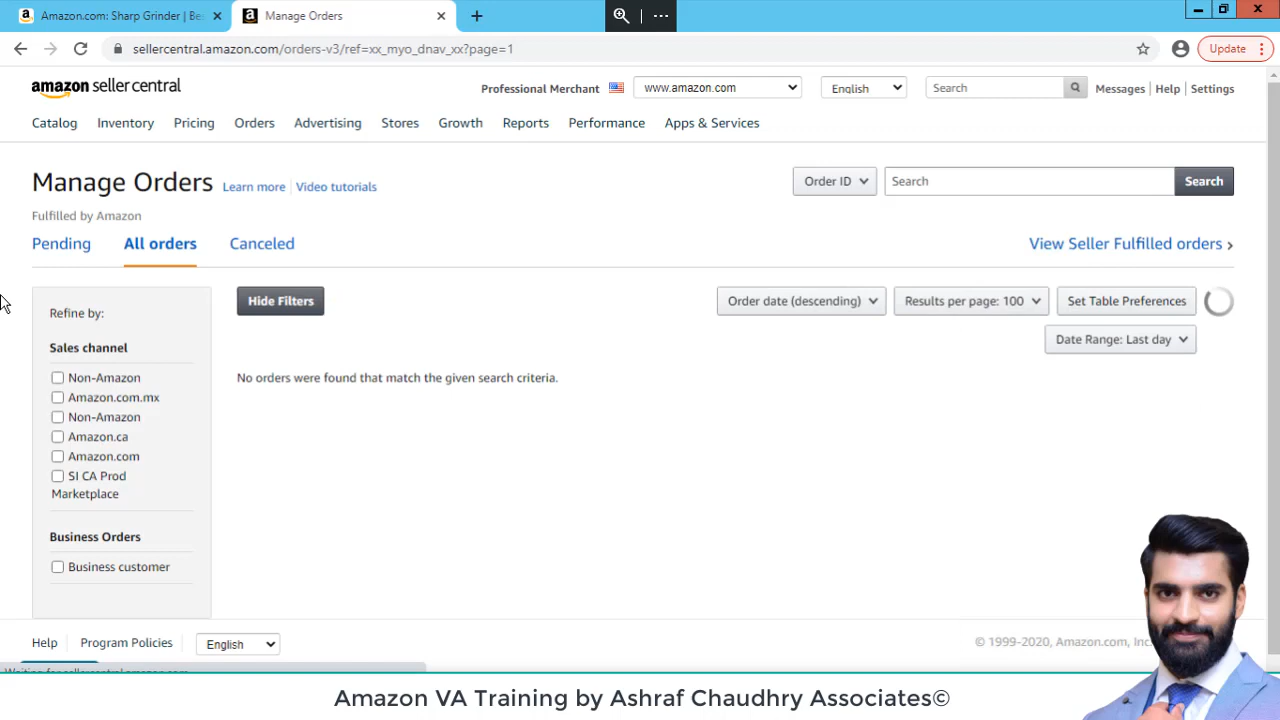 Amazon.com: Sharp Grinder | Be
Manage Orders
sellercentral.amazon.com/orders-v3/ref=xx_myo_dnav_xx?page=1
Update
amazon seller central
Professional Merchant
www.amazon.com
English
Search
Messages
Help
Settings
Catalog
Inventory
Pricing
Orders
Advertising
Stores
Growth
Reports
Performance
Apps & Services
Manage Orders
Learn more
Video tutorials
Order ID
Search
Search
Fulfilled by Amazon
Pending
All orders
Canceled
View Seller Fulfilled orders
Refine by:
Hide Filters
Order date (descending)
Results per page: 100
Set Table Preferences
Date Range: Last day
Sales channel
No orders were found that match the given search criteria.
Non-Amazon
Amazon.com.mx
Non-Amazon
Amazon.ca
Amazon.com
SI CA Prod
Marketplace
Business Orders
Business customer
Help
Program Policies
English
© 1999-2020, Amazon.com, Inc.
Amazon VA Training by Ashraf Chaudhry Associates©